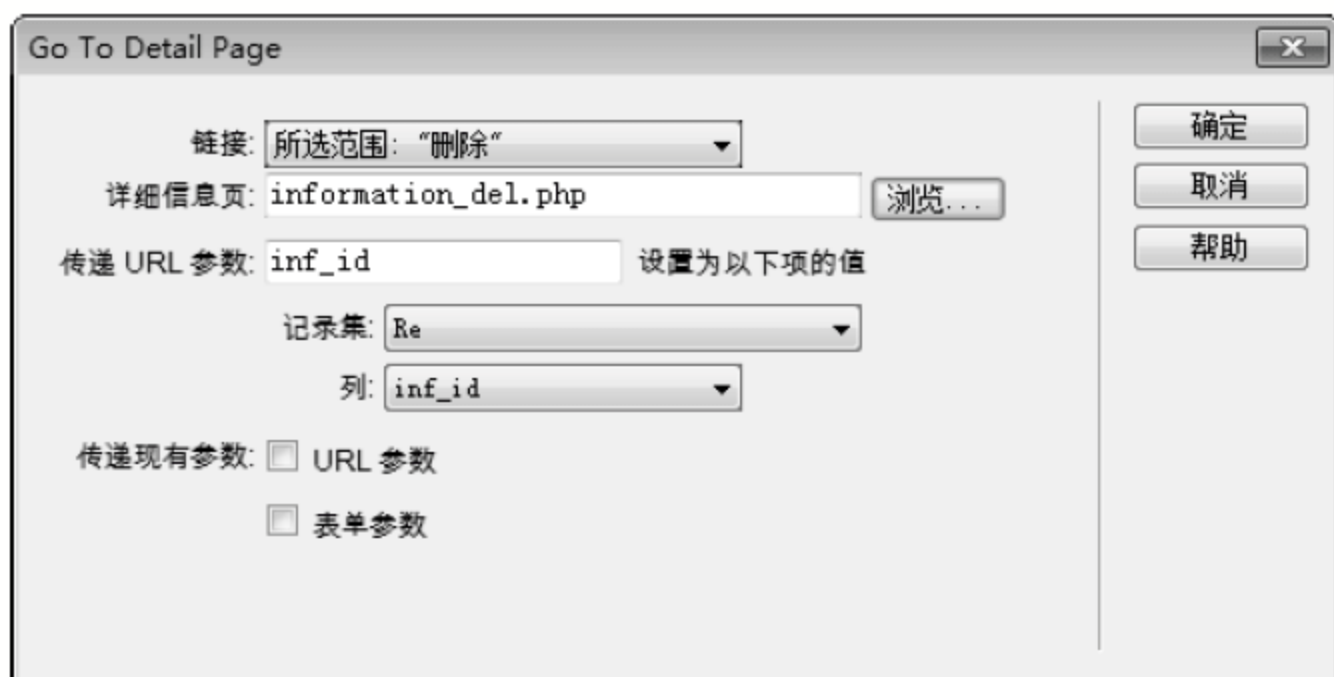 Go To Detail Page
链接: 所选范围: “删除” 确定
详细信息页: information_del.php 浏览... 取消
传递 URL 参数: inf_id 设置为以下项的值 帮助
记录集: Re
列: inf_id
传递现有参数: URL 参数
表单参数